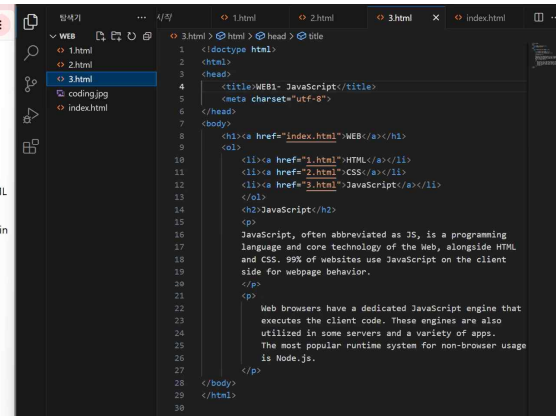 탐색기 ··· 시작 1.html 2.html 3.html index.html
WEB
1.html
2.html
3.html
coding.jpg
index.html
3.html > html > head > title
1 <!doctype html>
2 <html>
3 <head>
4 <title>WEB1- JavaScript</title>
5 <meta charset="utf-8">
6 </head>
7 <body>
8 <h1><a href="index.html">WEB</a></h1>
9 <ol>
10 <li><a href="1.html">HTML</a></li>
11 <li><a href="2.html">CSS</a></li>
12 <li><a href="3.html">JavaScript</a></li>
13 </ol>
14 <h2>JavaScript</h2>
15 <p>
16 JavaScript, often abbreviated as JS, is a programming
17 language and core technology of the Web, alongside HTML
18 and CSS. 99% of websites use JavaScript on the client
19 side for webpage behavior.
20 </p>
21 <p>
22 Web browsers have a dedicated JavaScript engine that
23 executes the client code. These engines are also
24 utilized in some servers and a variety of apps.
25 The most popular runtime system for non-browser usage
26 is Node.js.
27 </p>
28 </body>
29 </html>
30